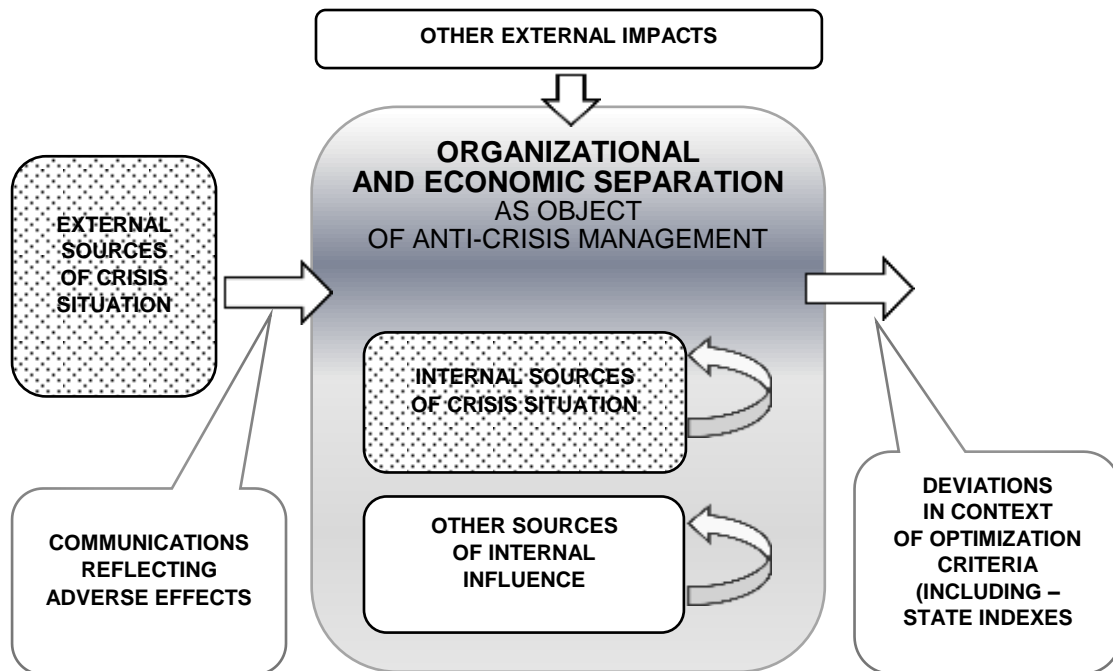 OTHER EXTERNAL IMPACTS
ORGANIZATIONAL
AND ECONOMIC SEPARATION
AS OBJECT
OF ANTI-CRISIS MANAGEMENT
EXTERNAL
SOURCES
OF CRISIS
SITUATION
INTERNAL SOURCES
OF CRISIS SITUATION
OTHER SOURCES
OF INTERNAL
INFLUENCE
COMMUNICATIONS
REFLECTING
ADVERSE EFFECTS
DEVIATIONS
IN CONTEXT
OF OPTIMIZATION
CRITERIA
(INCLUDING –
STATE INDEXES